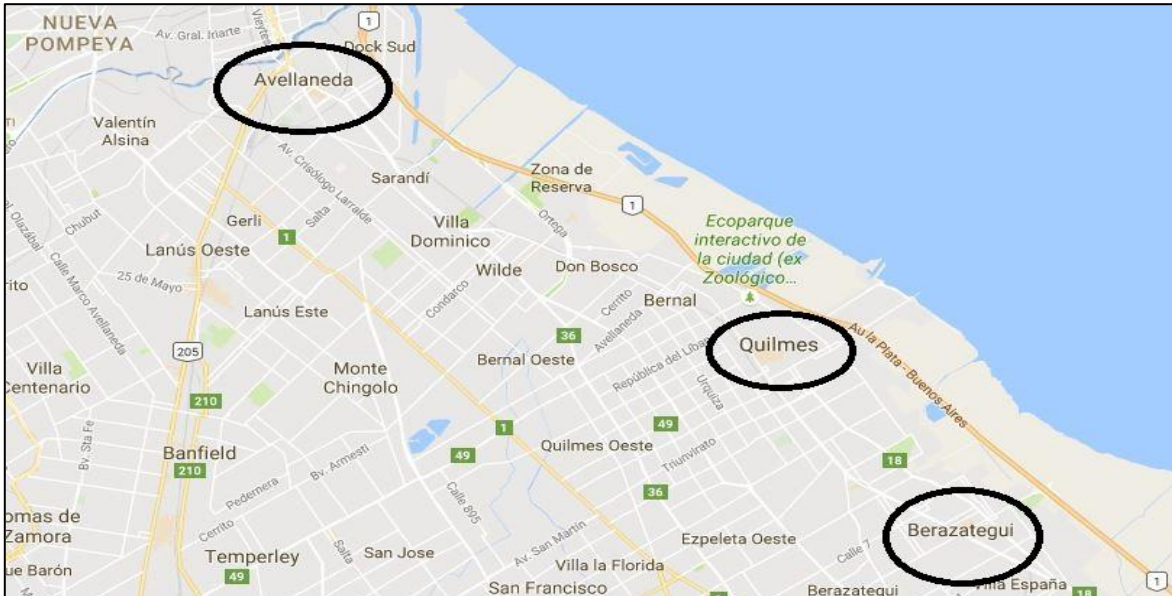 NUEVA
POMPEYA
Av. Gral. Iriarte
Vieytes
1
Dock Sud
Avellaneda
Valentín
Alsina
Av. Crisólogo Larralde
Sarandí
Zona de
Reserva
1
Chubut
Gerli
Salta
1
Villa
Dominico
Ortega
Ecoparque
interactivo de
la ciudad (ex
Zoológico...
Lanús Oeste
Calle Marco Avellaneda
25 de Mayo
Wilde
Don Bosco
Condarco
Cerrito
Bernal
Lanús Este
36
Avellaneda
Quilmes
Au la Plata - Buenos Aires
205
Bernal Oeste
República del Líbano
Villa
Centenario
Monte
Chingolo
Urquiza
210
1
49
Bv. Sta Fe
Banfield
210
49
Quilmes Oeste
Triunvirato
18
Bv. Armesti
Pedernera
Calle 895
36
omas de
Zamora
Cerrito
Salta
Av. San Martín
Ezpeleta Oeste
Calle 7
Berazategui
Temperley
49
San Jose
Villa la Florida
ue Barón
San Francisco
Berazategui
Villa España
18
1